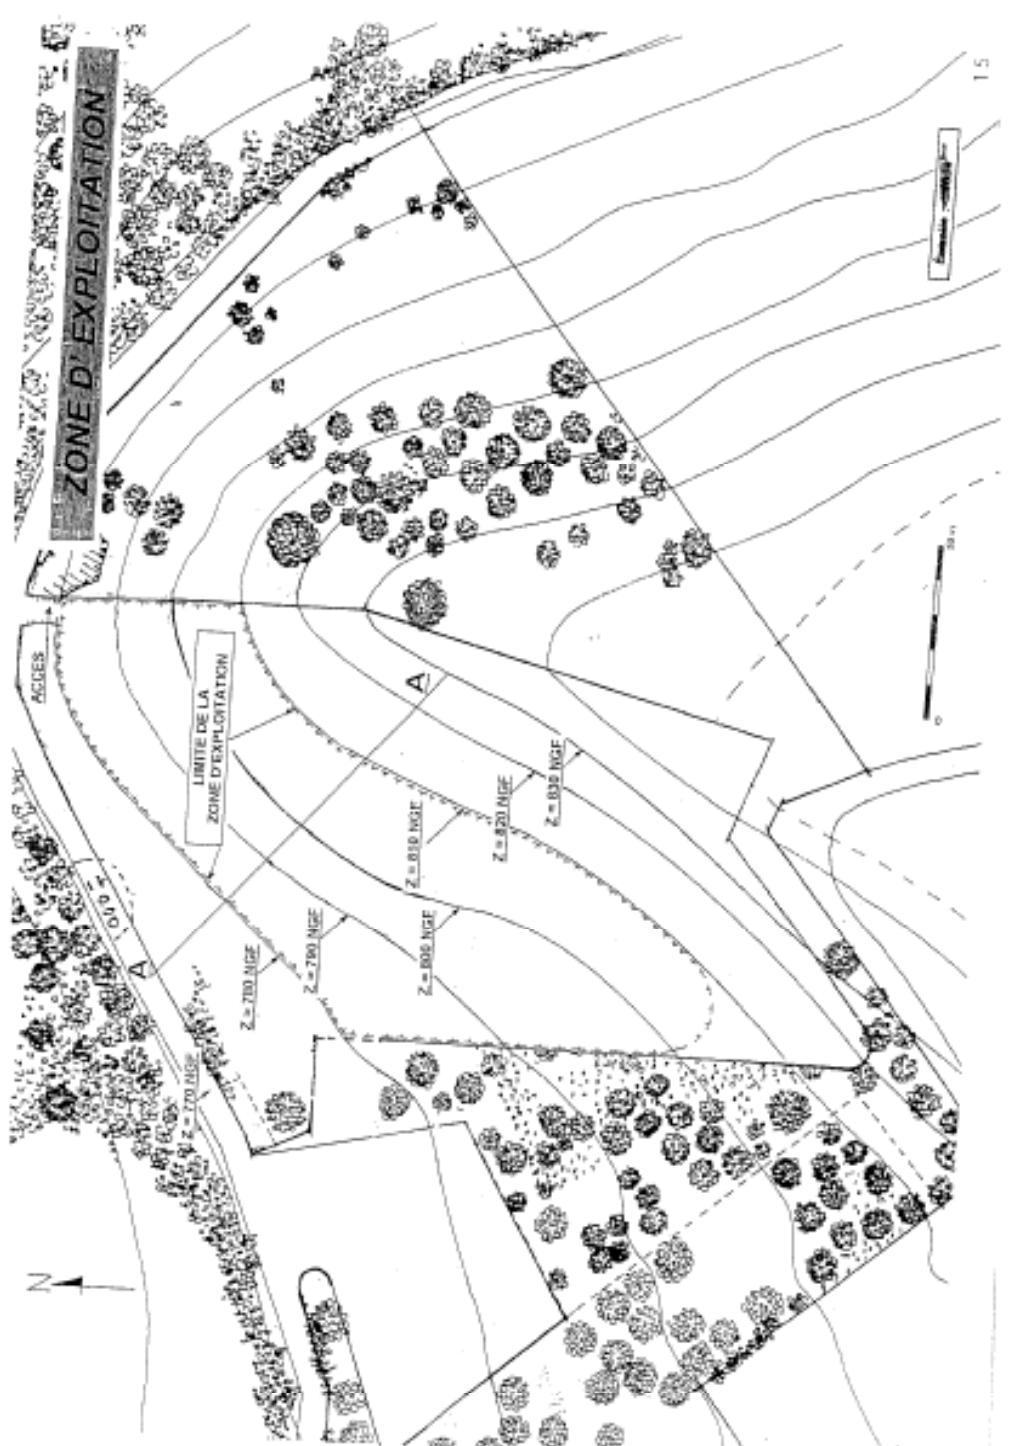 ZONE D'EXPLOITATION
15
ACCES
LIMITE DE LA
ZONE D'EXPLOITATION
A
A
Z = 810 NGF
Z = 820 NGF
Z = 830 NGF
Z = 780 NGF
Z = 790 NGF
Z = 800 NGF
Z = 770 NGF
N
0